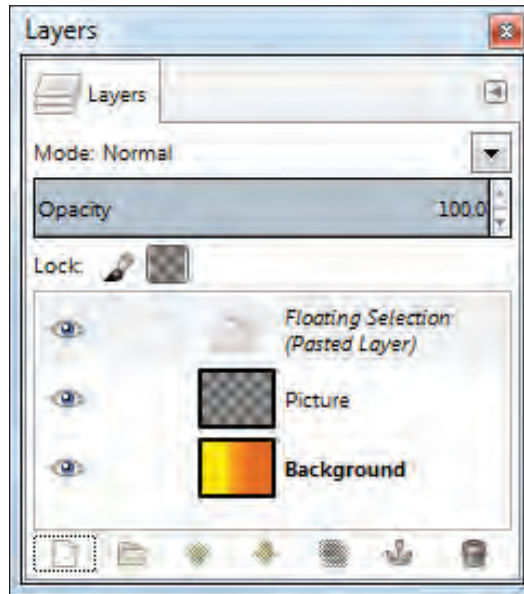 Layers
Layers
Mode: Normal
Opacity 100.0
Lock:
Floating Selection
(Pasted Layer)
Picture
Background